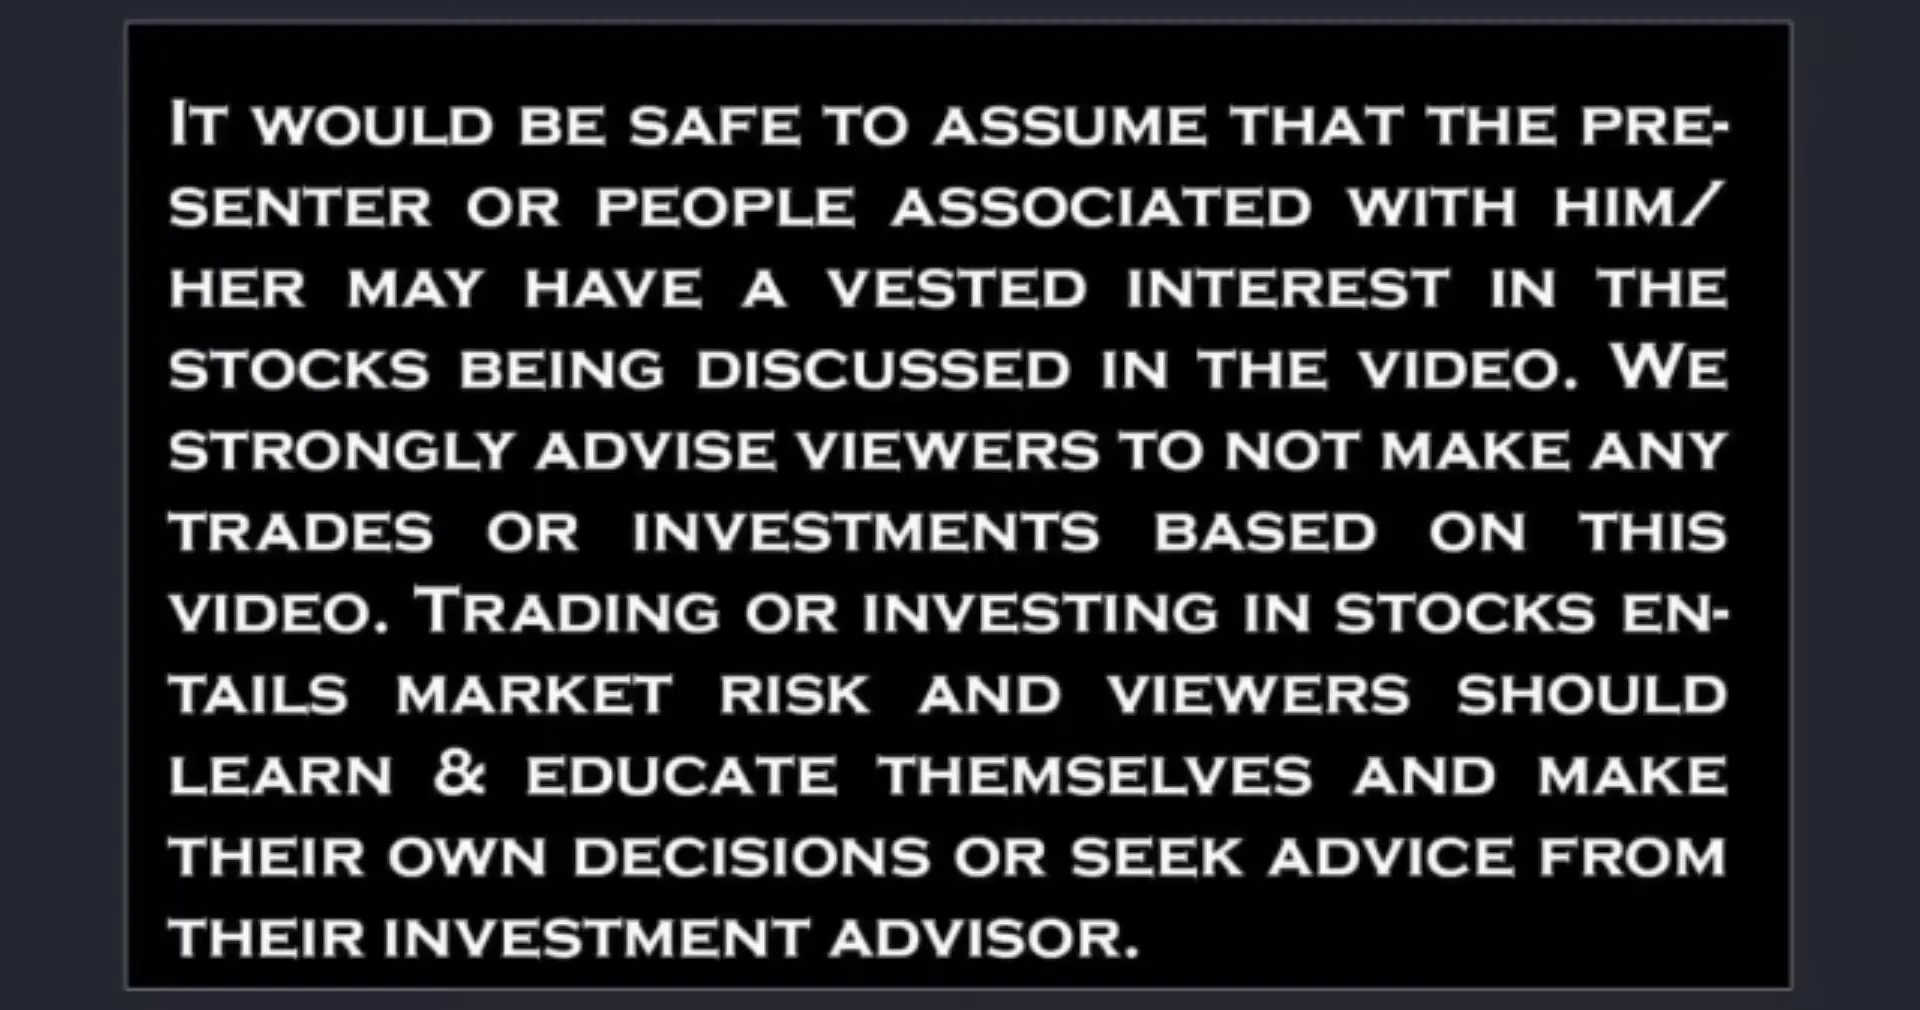 It would be safe to assume that the pre-
senter or people associated with him/
her may have a vested interest in the
stocks being discussed in the video. We
strongly advise viewers to not make any
trades or investments based on this
video. Trading or investing in stocks en-
tails market risk and viewers should
learn & educate themselves and make
their own decisions or seek advice from
their investment advisor.